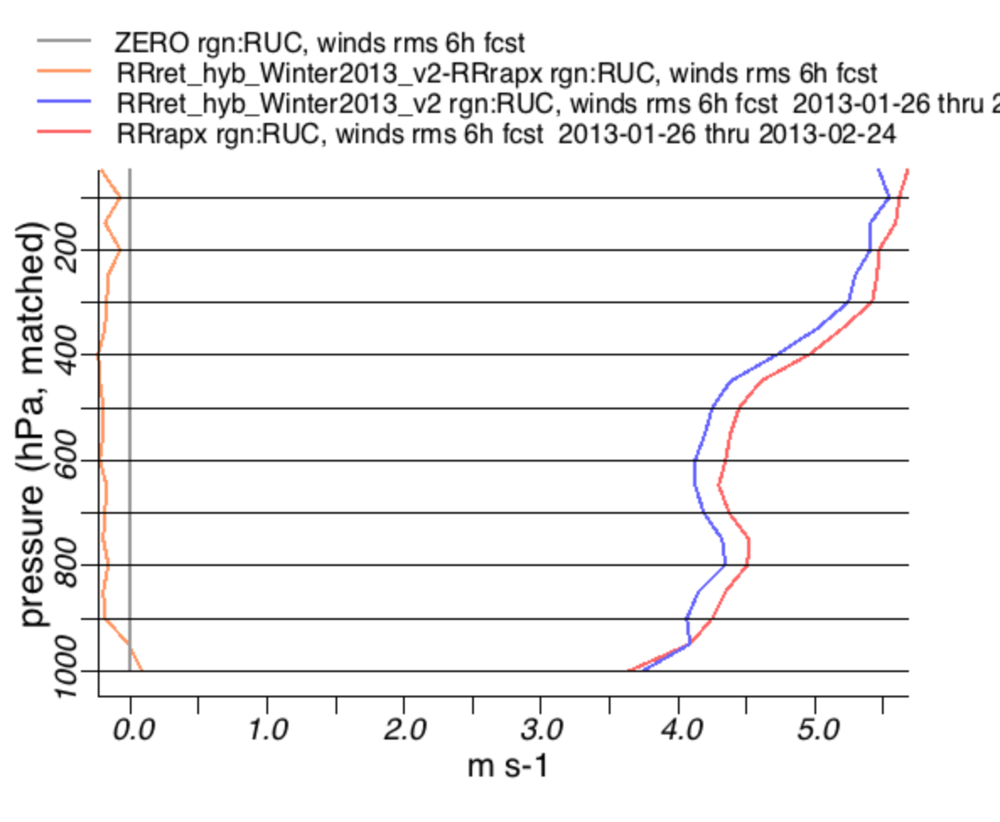 ZERO rgn:RUC, winds rms 6h fcst
RRret_hyb_Winter2013_v2-RRrapx rgn:RUC, winds rms 6h fcst
RRret_hyb_Winter2013_v2 rgn:RUC, winds rms 6h fcst 2013-01-26 thru 2
RRrapx rgn:RUC, winds rms 6h fcst 2013-01-26 thru 2013-02-24
pressure (hPa, matched)
200
400
600
800
1000
0.0 1.0 2.0 3.0 4.0 5.0
m s-1